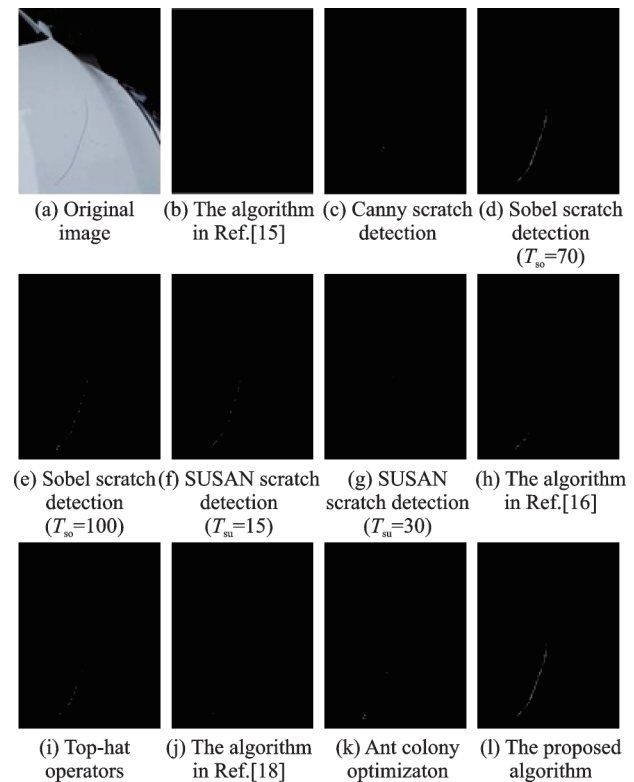 (a) Original
image
(b) The algorithm
in Ref.[15]
(c) Canny scratch
detection
(d) Sobel scratch
detection
(Tso=70)
(e) Sobel scratch
detection
(Tso=100)
(f) SUSAN scratch
detection
(Tsu=15)
(g) SUSAN
scratch detection
(Tsu=30)
(h) The algorithm
in Ref.[16]
(i) Top-hat
operators
(j) The algorithm
in Ref.[18]
(k) Ant colony
optimizaton
(l) The proposed
algorithm